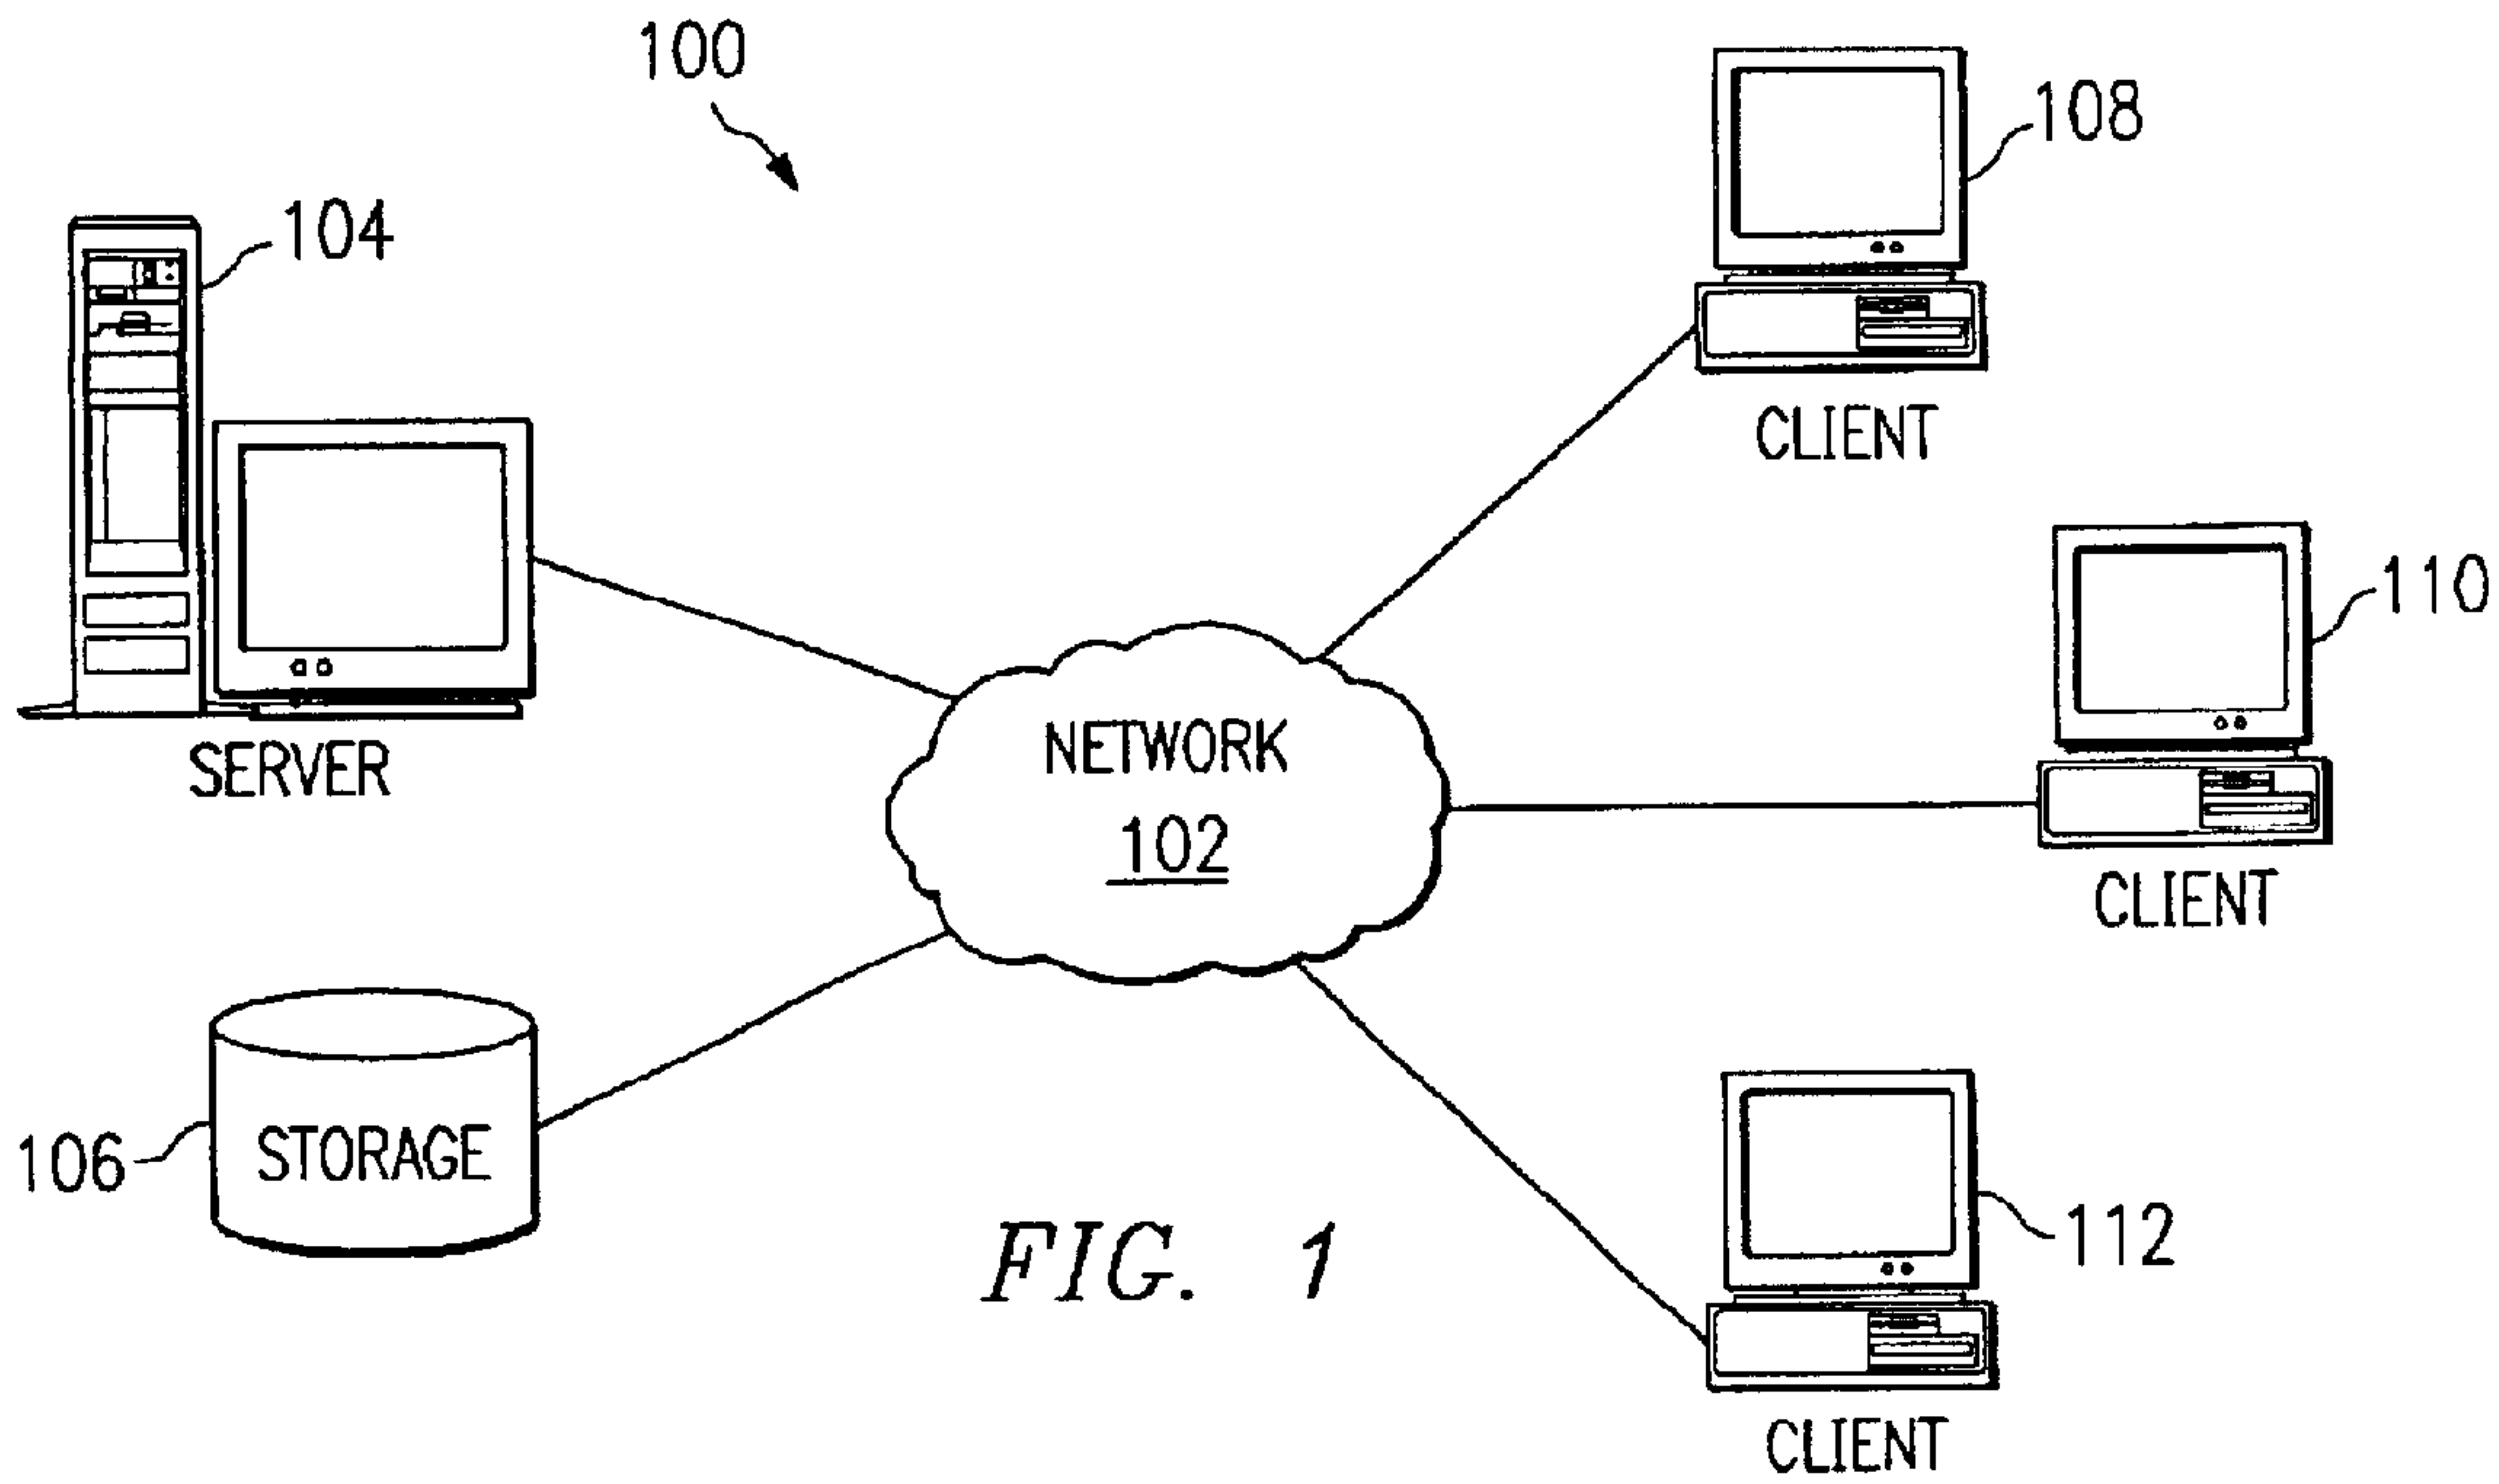 100
108
104
CLIENT
110
NETWORK
SERVER
102
CLIENT
106
STORAGE
112
FIG. 1
CLIENT